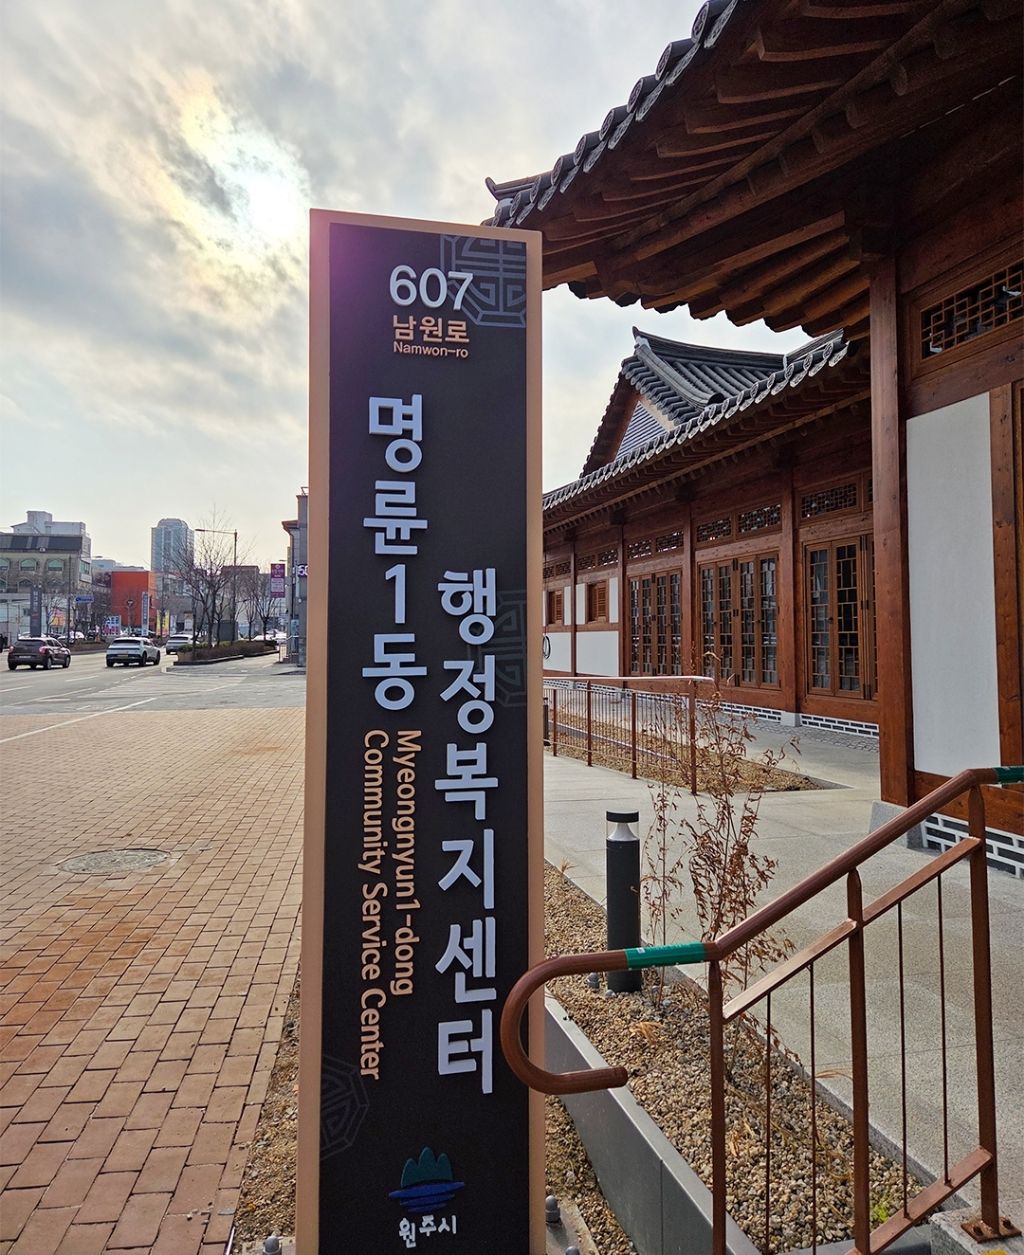 607
남원로
Namwon-ro
명륜1동
행정복지센터
Myeongnyun1-dong
Community Service Center
원주시